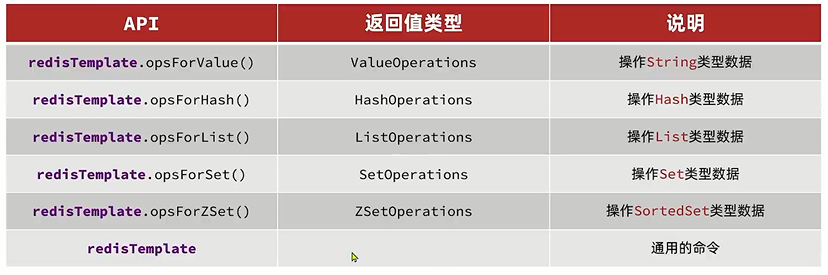 API 返回值类型 说明
redisTemplate.opsForValue() ValueOperations 操作String类型数据
redisTemplate.opsForHash() HashOperations 操作Hash类型数据
redisTemplate.opsForList() ListOperations 操作List类型数据
redisTemplate.opsForSet() SetOperations 操作Set类型数据
redisTemplate.opsForZSet() ZSetOperations 操作SortedSet类型数据
redisTemplate 通用的命令